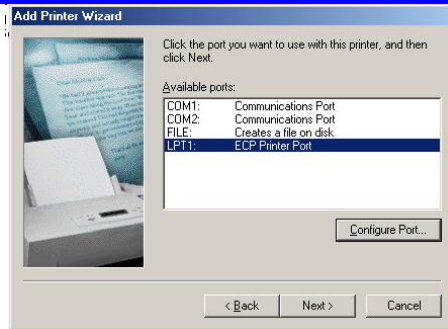 Add Printer Wizard
Click the port you want to use with this printer, and then
click Next.
Available ports:
COM1: Communications Port
COM2: Communications Port
FILE: Creates a file on disk
LPT1: ECP Printer Port
Configure Port...
< Back Next > Cancel